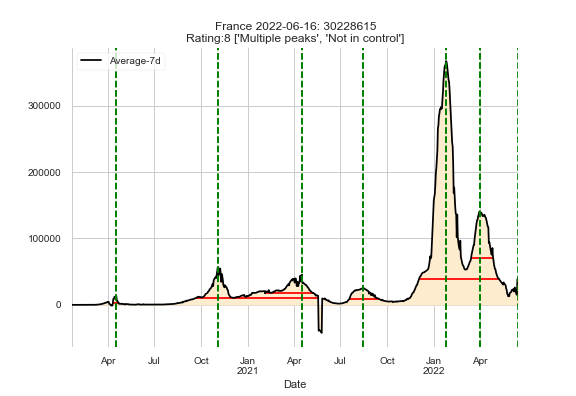 France 2022-06-16: 30228615
Rating:8 ['Multiple peaks', 'Not in control']
Average-7d
300000
200000
100000
0
Apr Jul Oct Jan Apr Jul Oct Jan Apr
2021 2022
Date